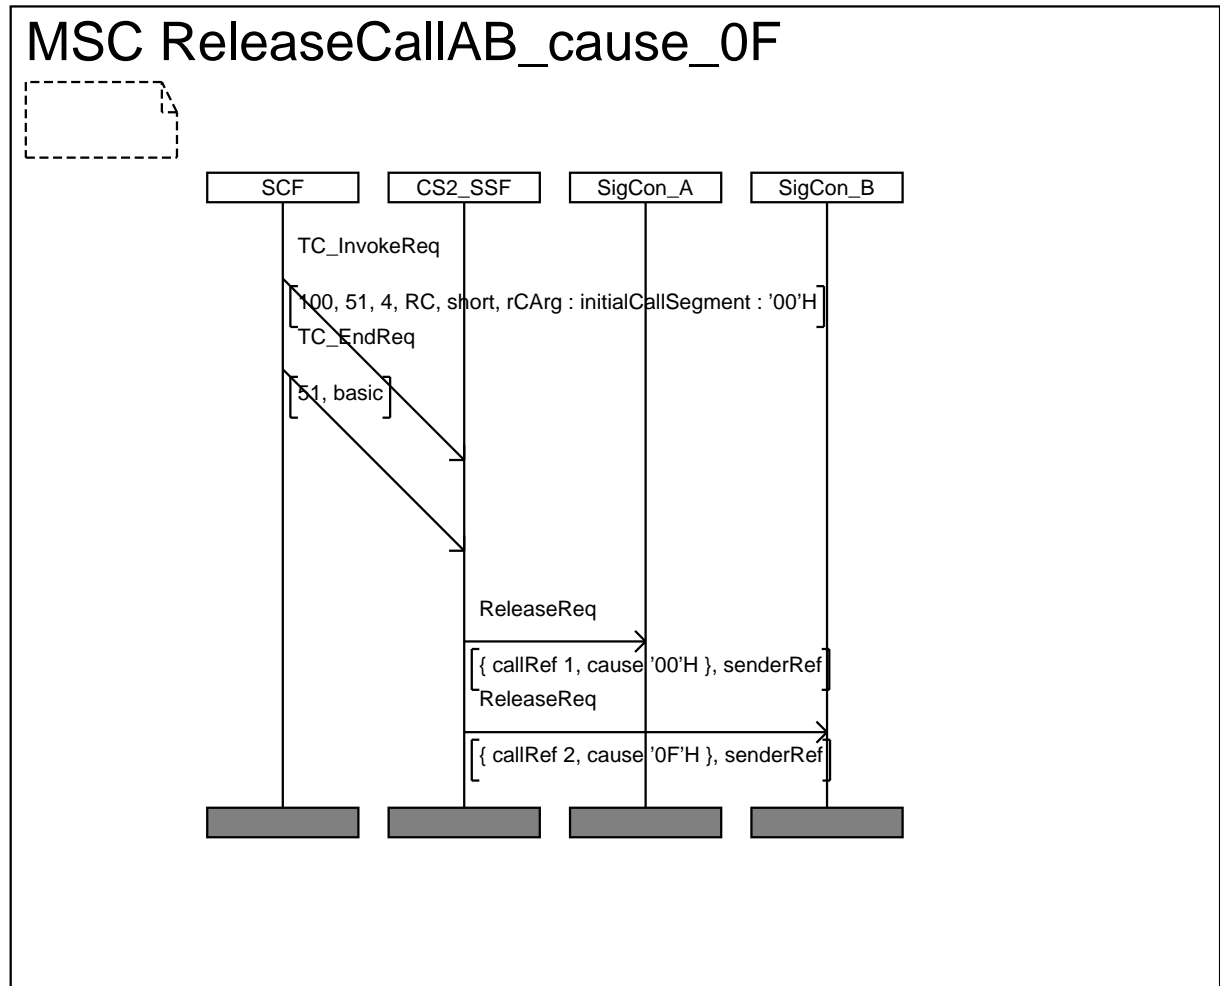 MSC ReleaseCallAB_cause_0F
SCF
CS2_SSF
SigCon_A
SigCon_B
TC_InvokeReq
100, 51, 4, RC, short, rCArg : initialCallSegment : '00'H
TC_EndReq
51, basic
ReleaseReq
{ callRef 1, cause '00'H }, senderRef
ReleaseReq
{ callRef 2, cause '0F'H }, senderRef